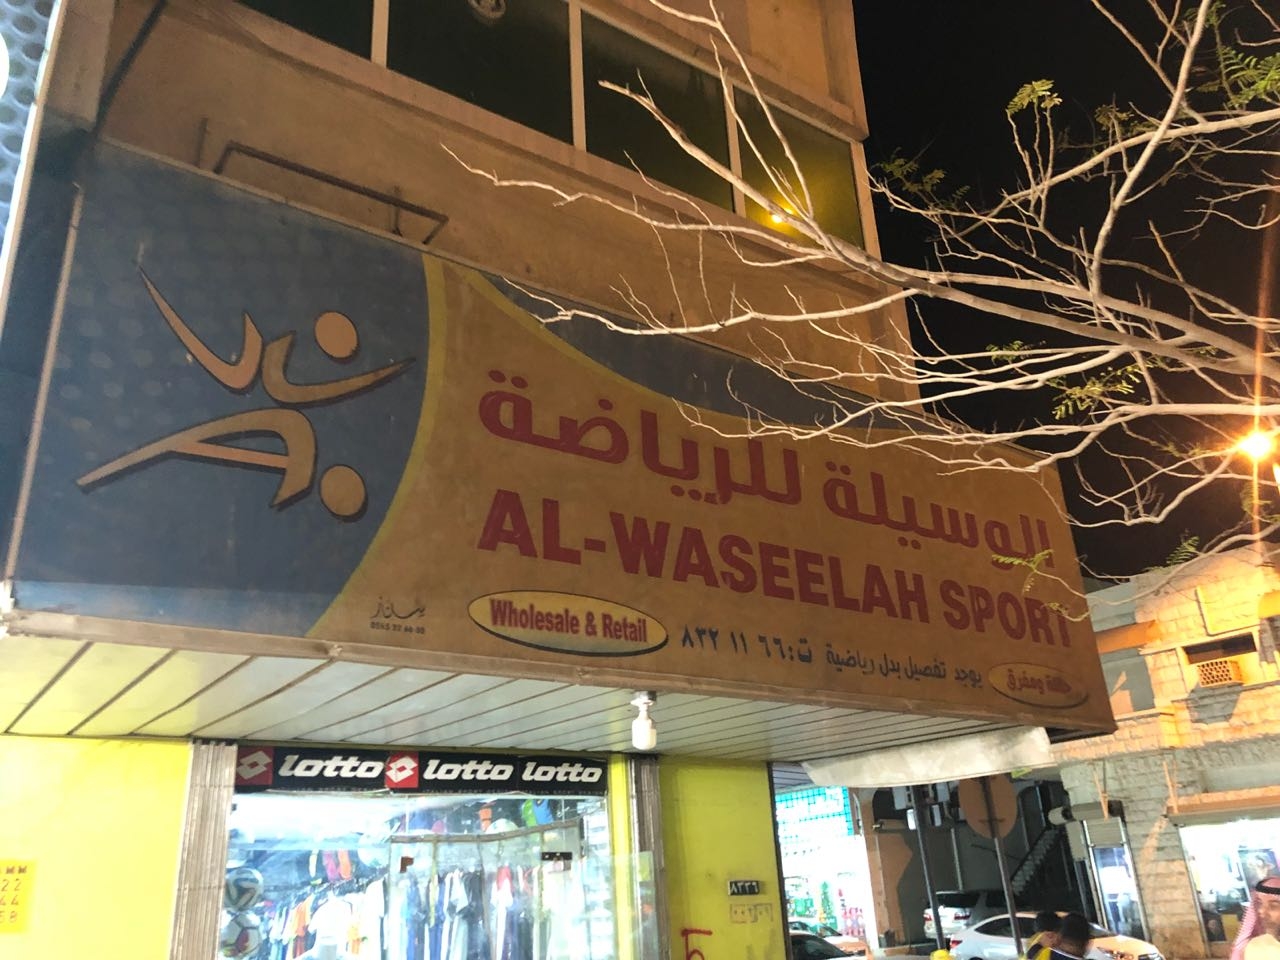 الوسيلة للرياضة
AL-WASEELAH SPORT
Wholesale & Retail
يوجد تفصيل بدل رياضية ت: ٦٦ ١١ ٨٣٢
جملة ومفرق
lotto lotto lotto
٨٣٣٦